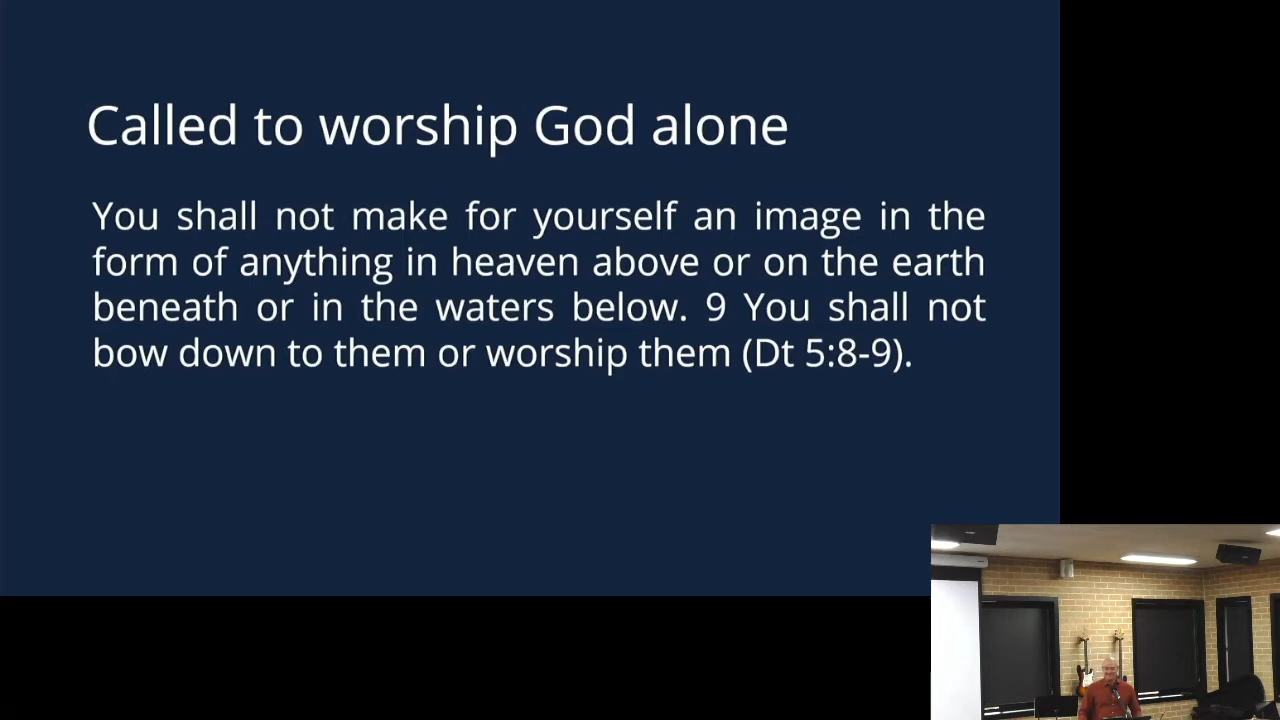 Called to worship God alone
You shall not make for yourself an image in the
form of anything in heaven above or on the earth
beneath or in the waters below. 9 You shall not
bow down to them or worship them (Dt 5:8-9).